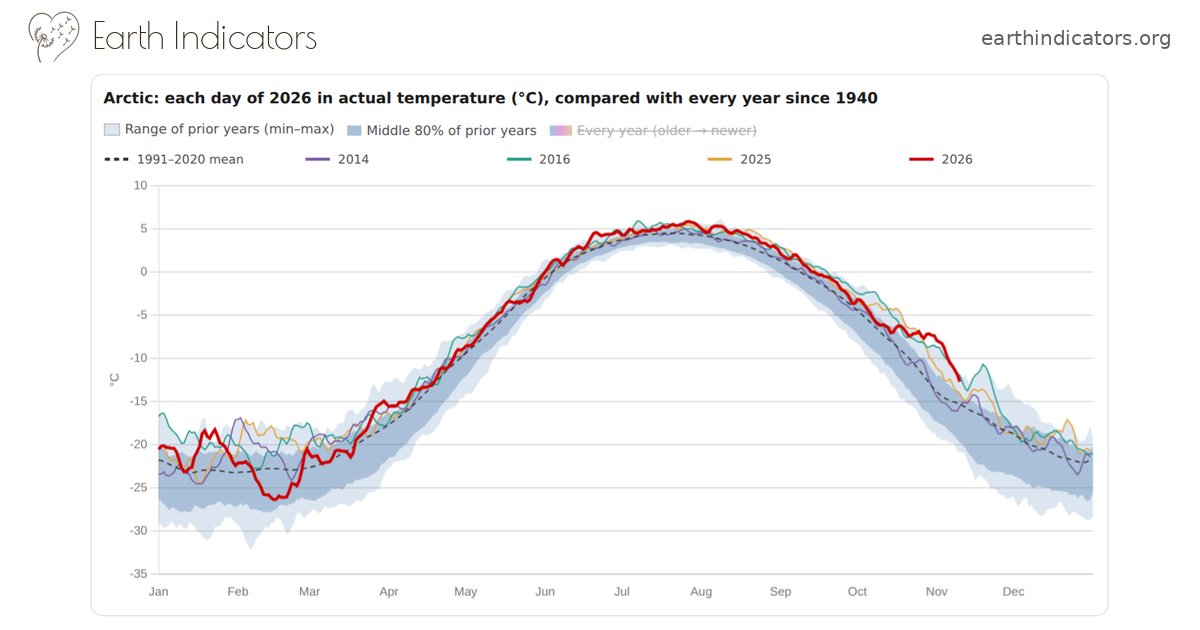 Earth Indicators
earthindicators.org
Arctic: each day of 2026 in actual temperature (°C), compared with every year since 1940
Range of prior years (min–max) Middle 80% of prior years Every year (older → newer)
1991–2020 mean 2014 2016 2025 2026
10
5
0
-5
-10
-15
-20
-25
-30
-35
°C
Jan Feb Mar Apr May Jun Jul Aug Sep Oct Nov Dec